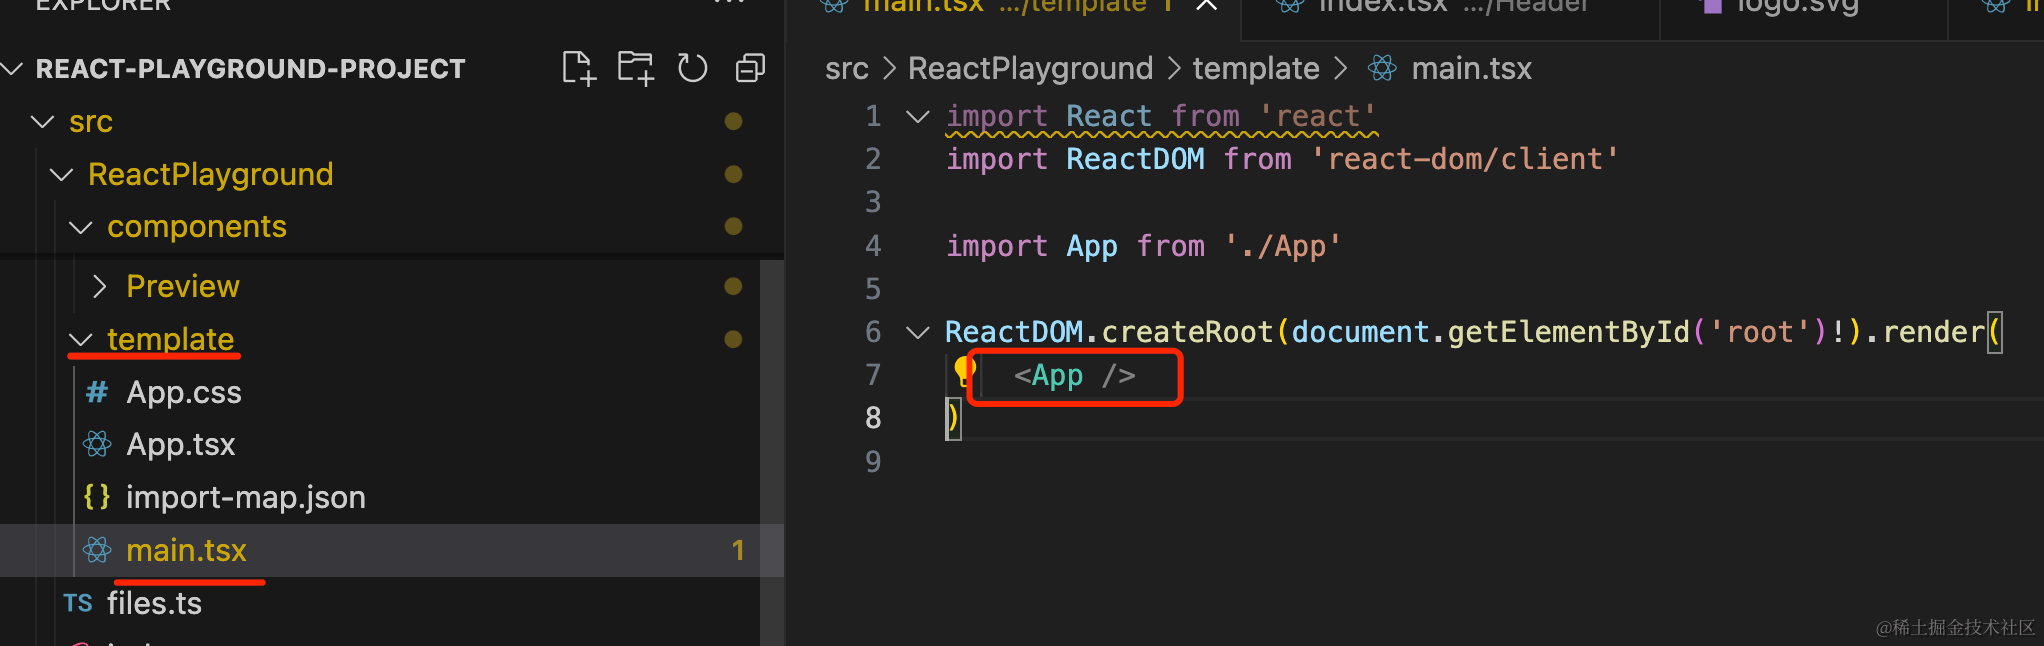 EXPLORER
REACT-PLAYGROUND-PROJECT
src
ReactPlayground
components
Preview
template
App.css
App.tsx
import-map.json
main.tsx 1
TS files.ts
main.tsx .../template 1
index.tsx .../Header
logo.svg
src > ReactPlayground > template > main.tsx
1 import React from 'react'
2 import ReactDOM from 'react-dom/client'
3
4 import App from './App'
5
6 ReactDOM.createRoot(document.getElementById('root')!).render(
7 <App />
8 )
9
@稀土掘金技术社区